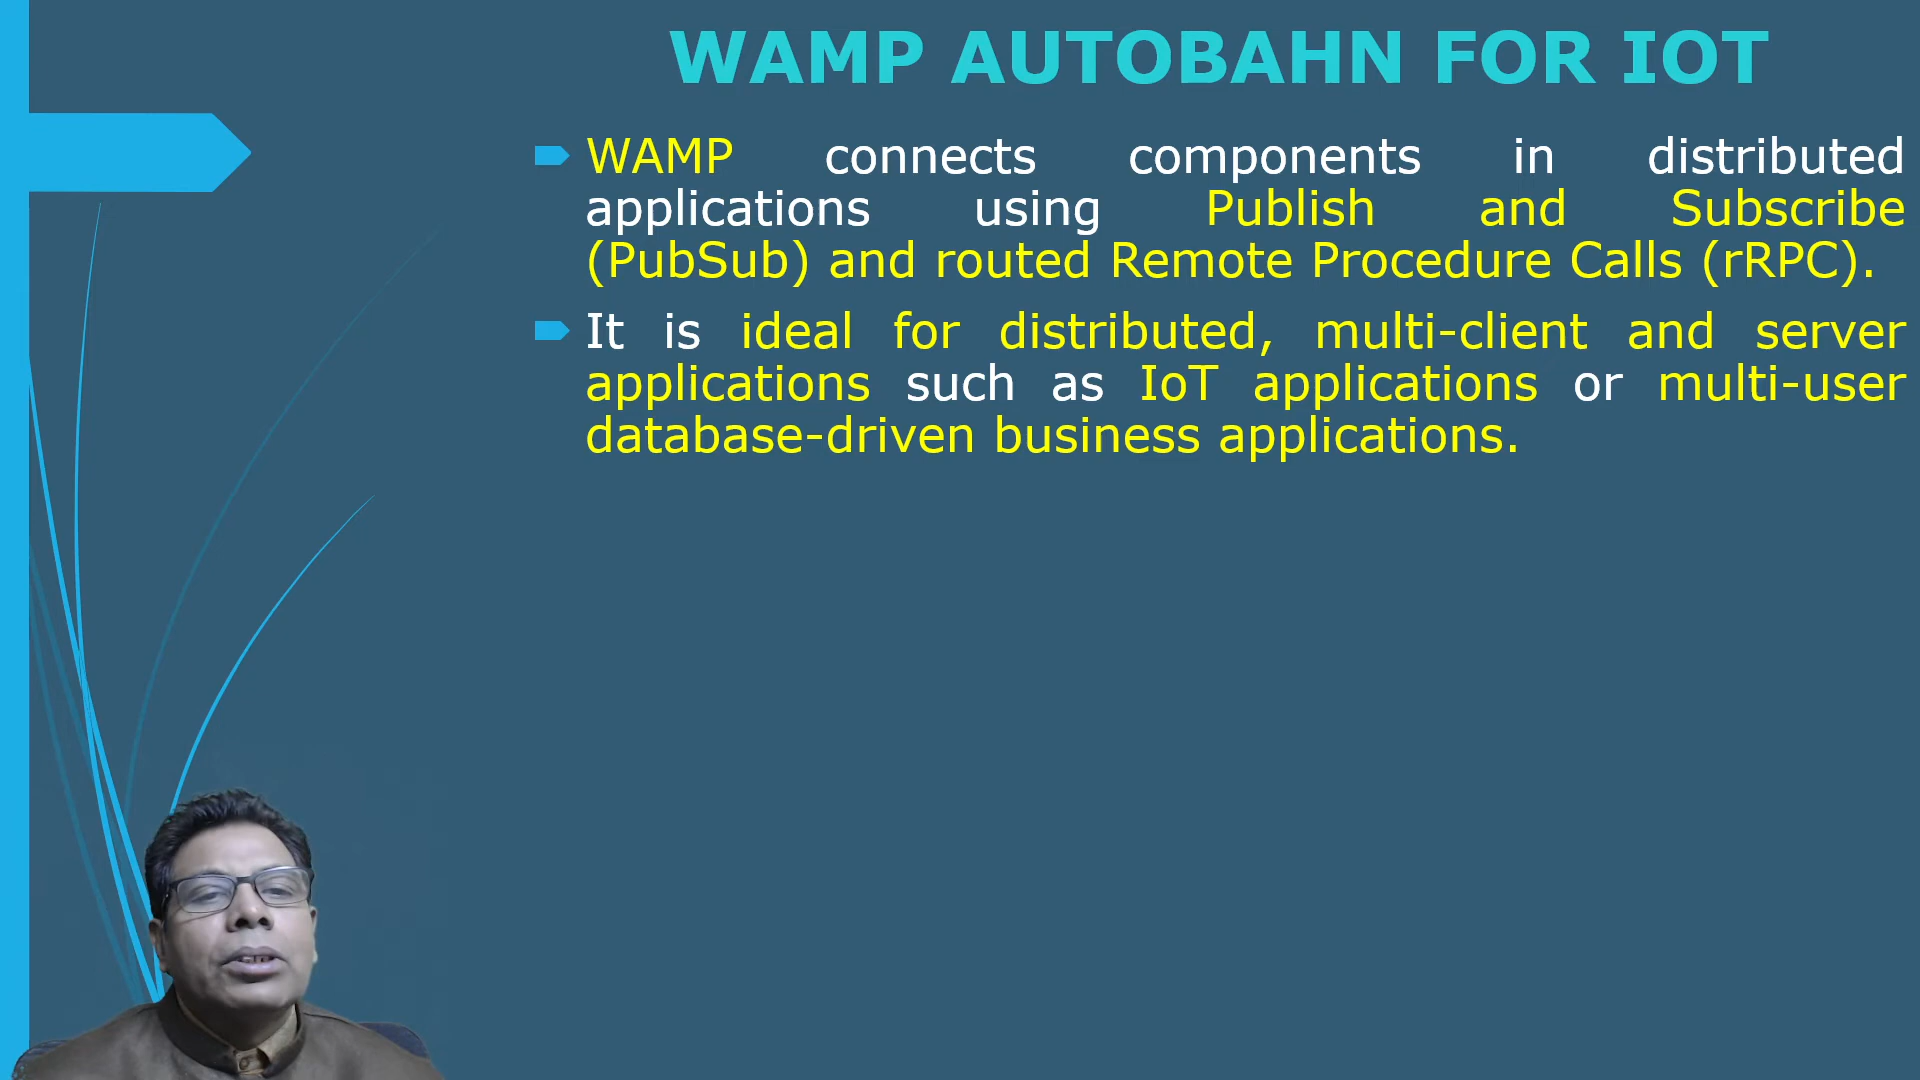 WAMP AUTOBAHN FOR IOT
WAMP connects components in distributed
applications using Publish and Subscribe
(PubSub) and routed Remote Procedure Calls (rRPC).
It is ideal for distributed, multi-client and server
applications such as IoT applications or multi-user
database-driven business applications.